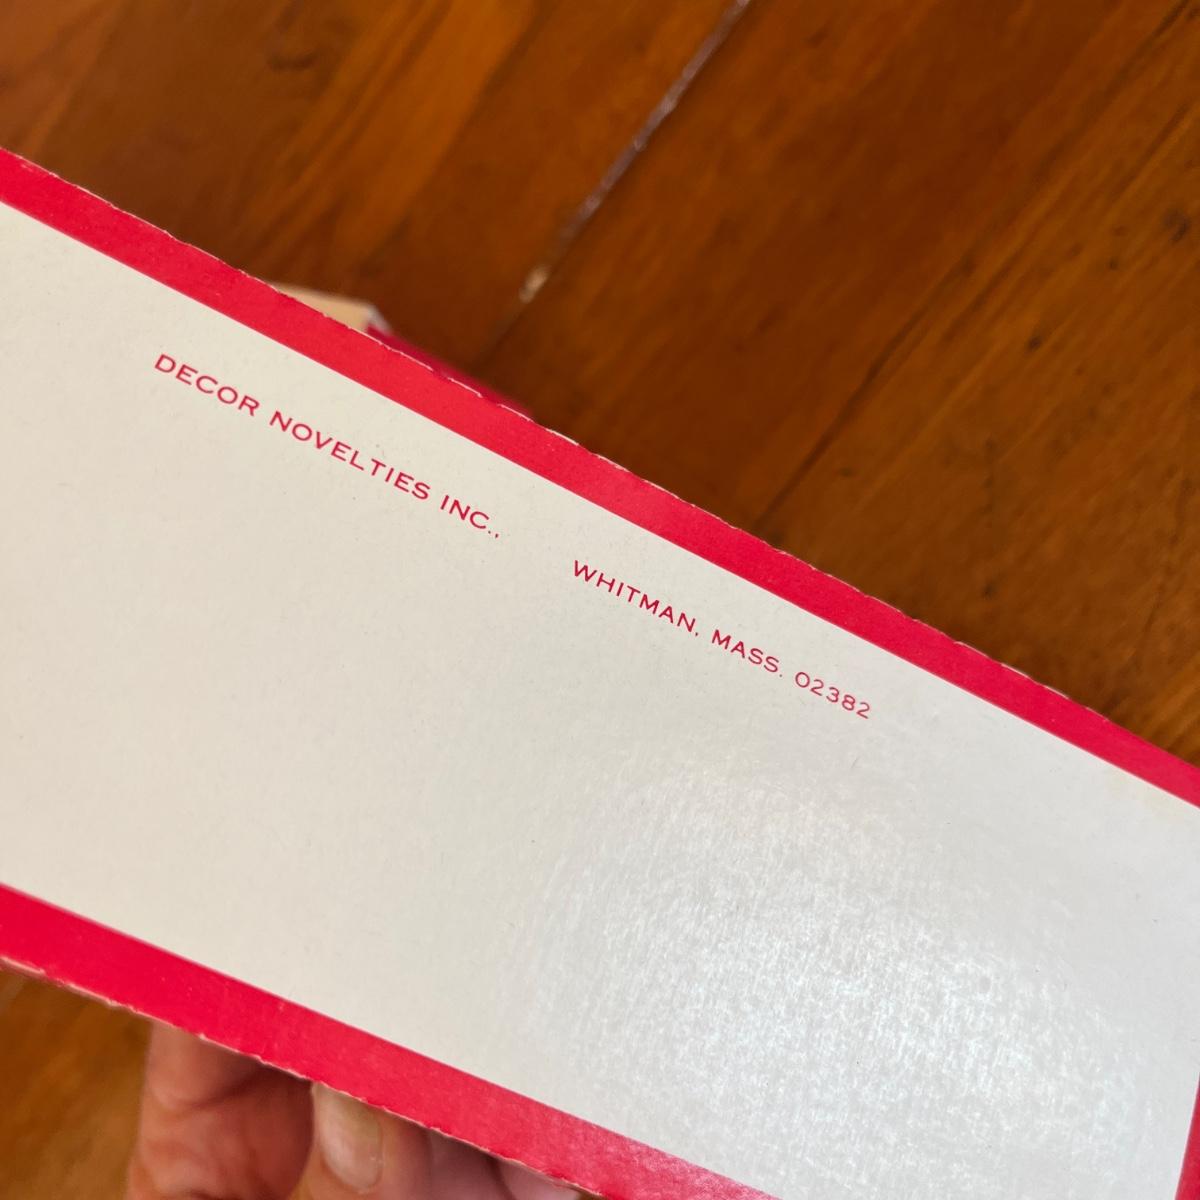 DECOR NOVELTIES INC., WHITMAN, MASS. 02382